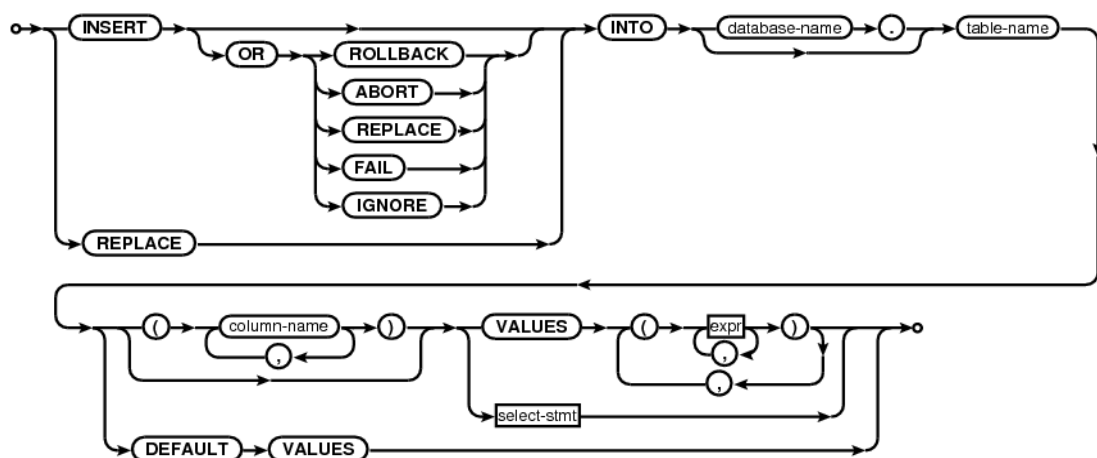 INSERT INTO database-name . table-name
OR ROLLBACK
ABORT
REPLACE
FAIL
IGNORE
REPLACE
( column-name ) VALUES ( expr )
, ,
,
select-stmt
DEFAULT VALUES